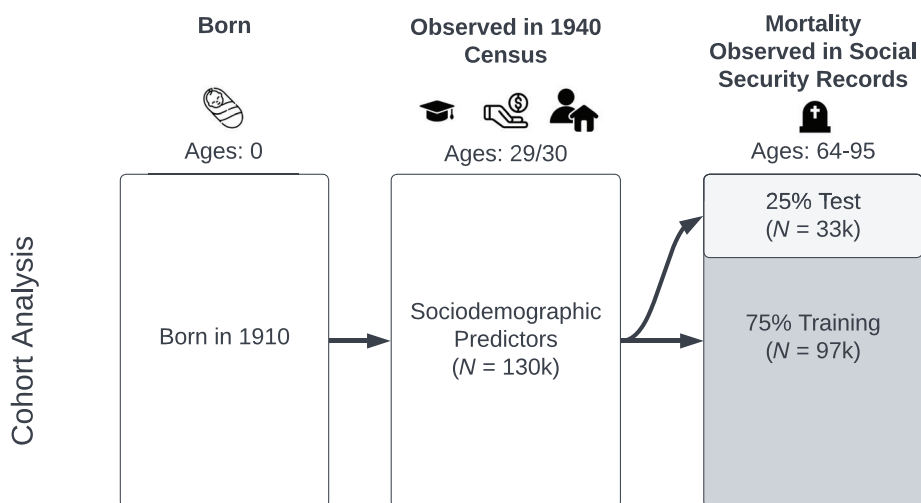 Born
Observed in 1940
Census
Mortality
Observed in Social
Security Records
$
Ages: 0
Ages: 29/30
Ages: 64-95
Cohort Analysis
Born in 1910
Sociodemographic
Predictors
(N = 130k)
25% Test
(N = 33k)
75% Training
(N = 97k)